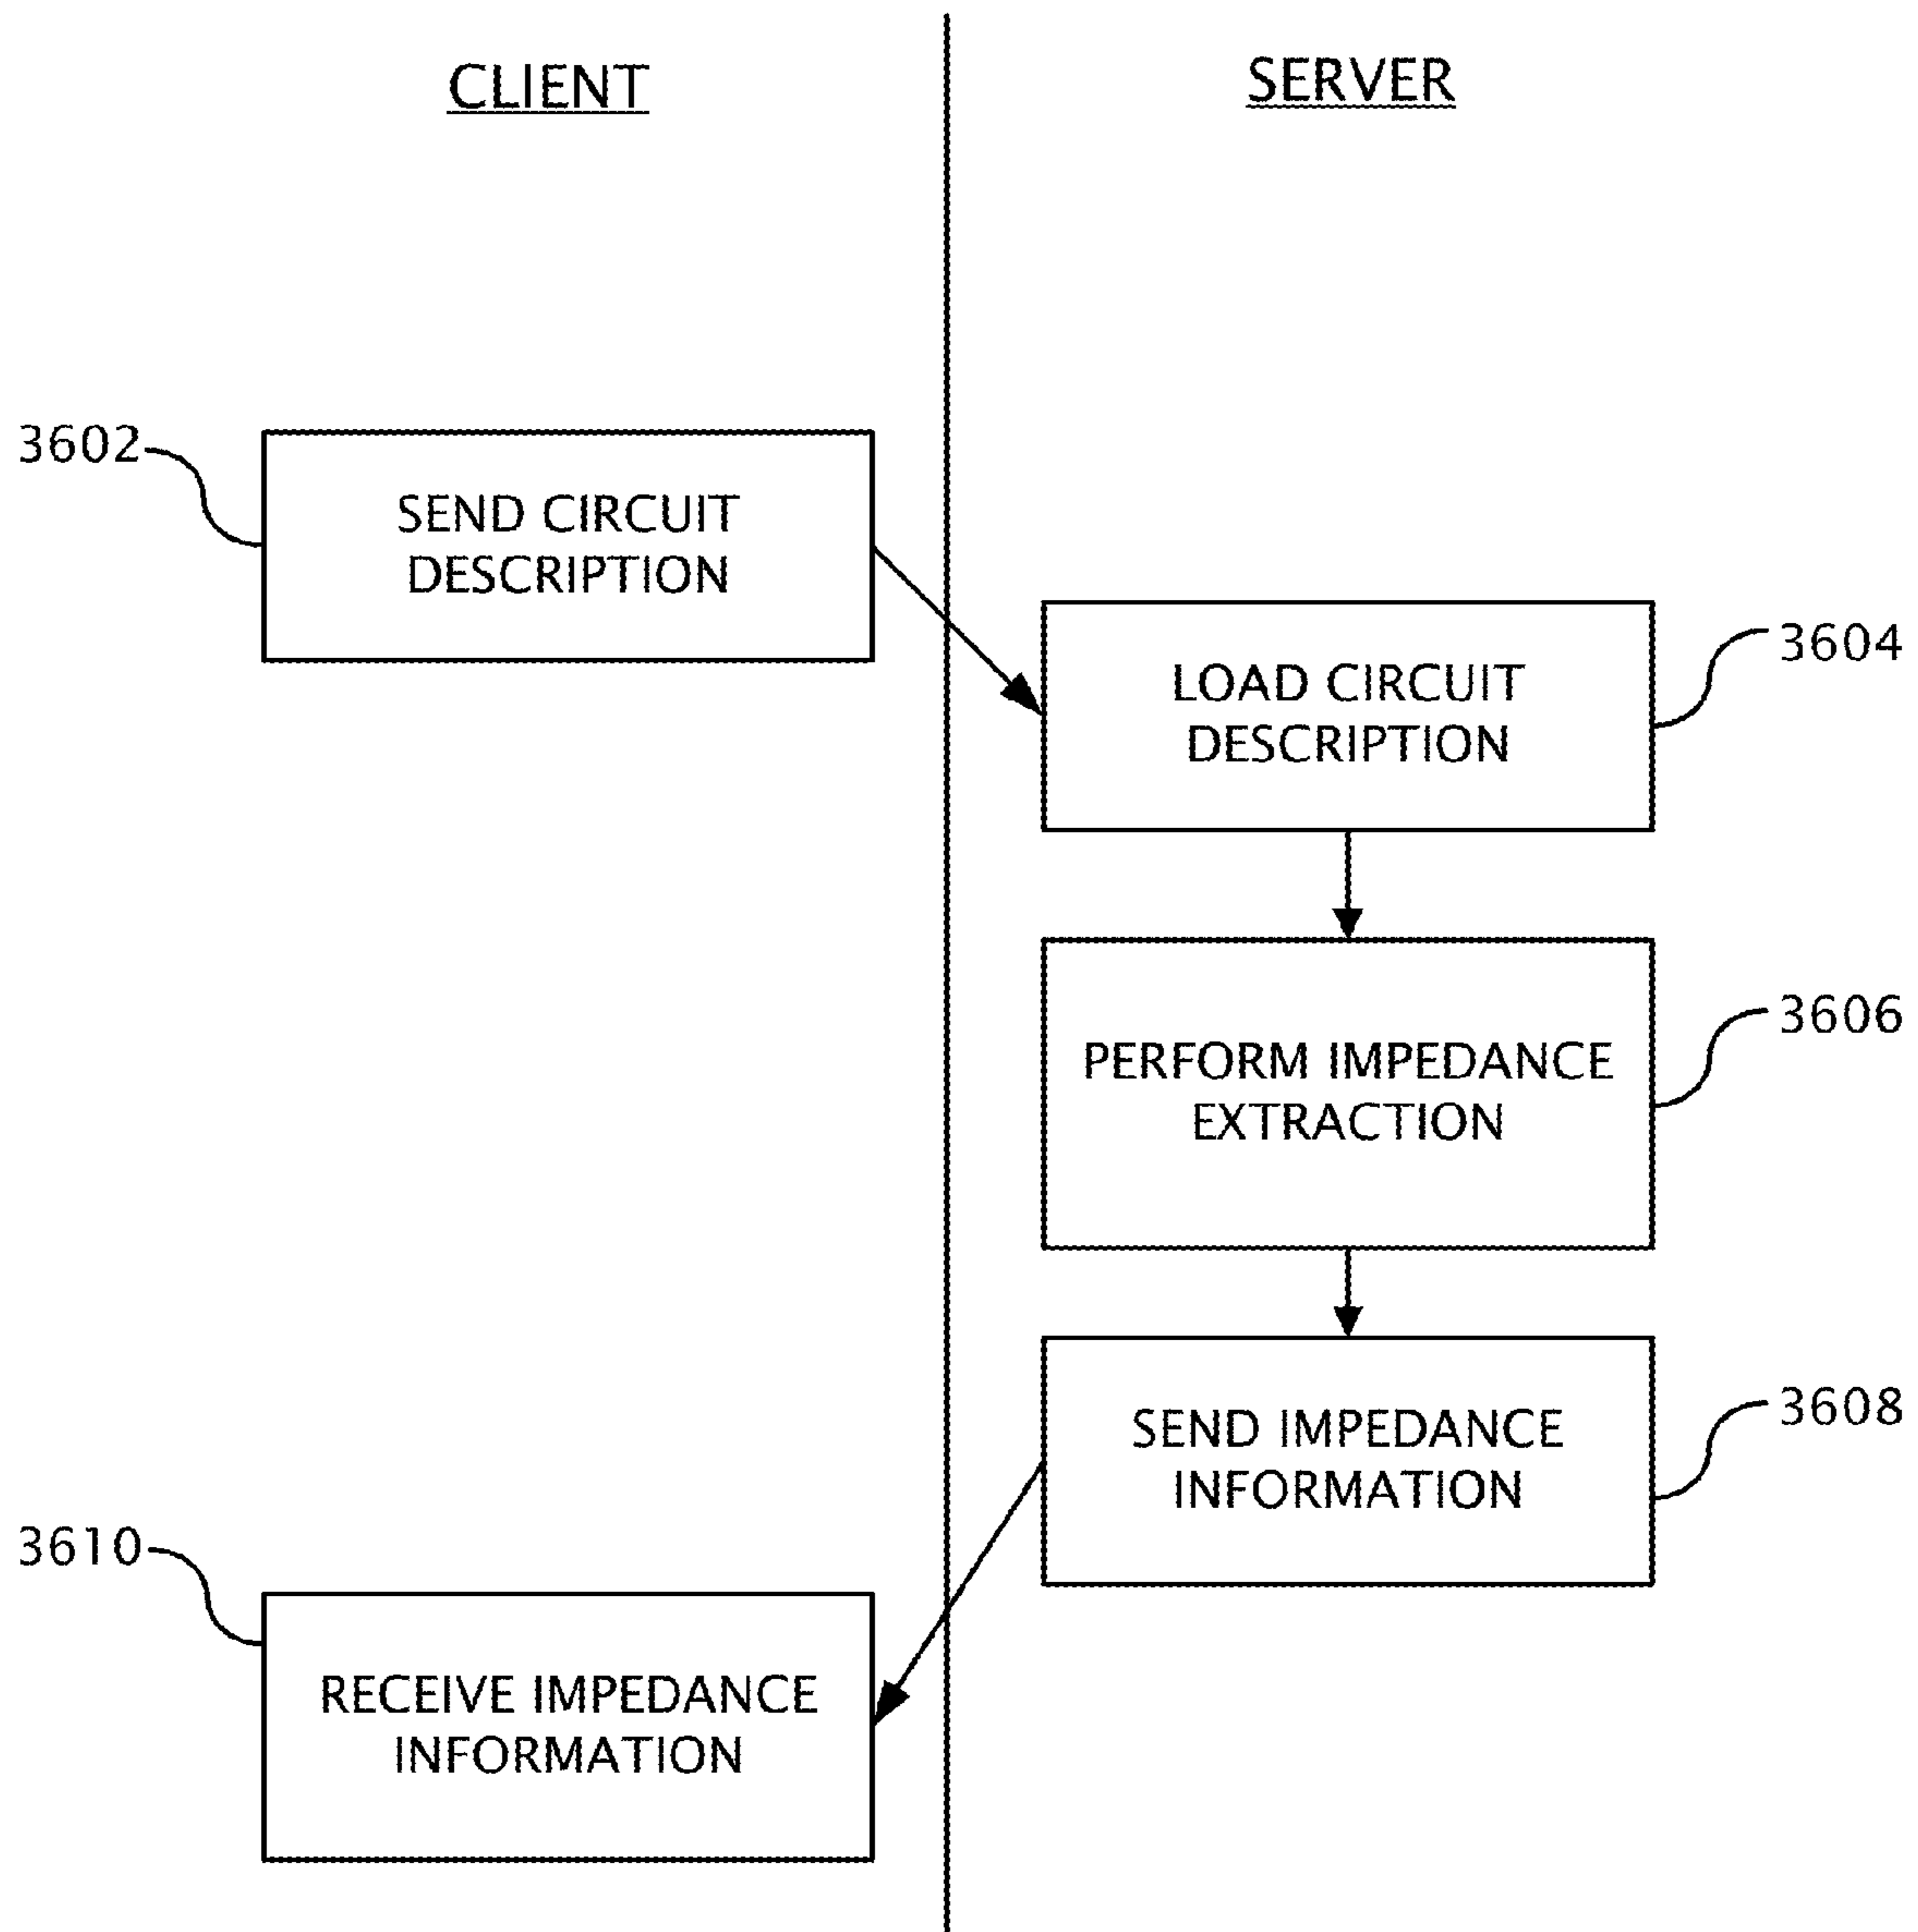 CLIENT
SERVER
3602
SEND CIRCUIT
DESCRIPTION
LOAD CIRCUIT
DESCRIPTION
3604
PERFORM IMPEDANCE
EXTRACTION
3606
SEND IMPEDANCE
INFORMATION
3608
3610
RECEIVE IMPEDANCE
INFORMATION